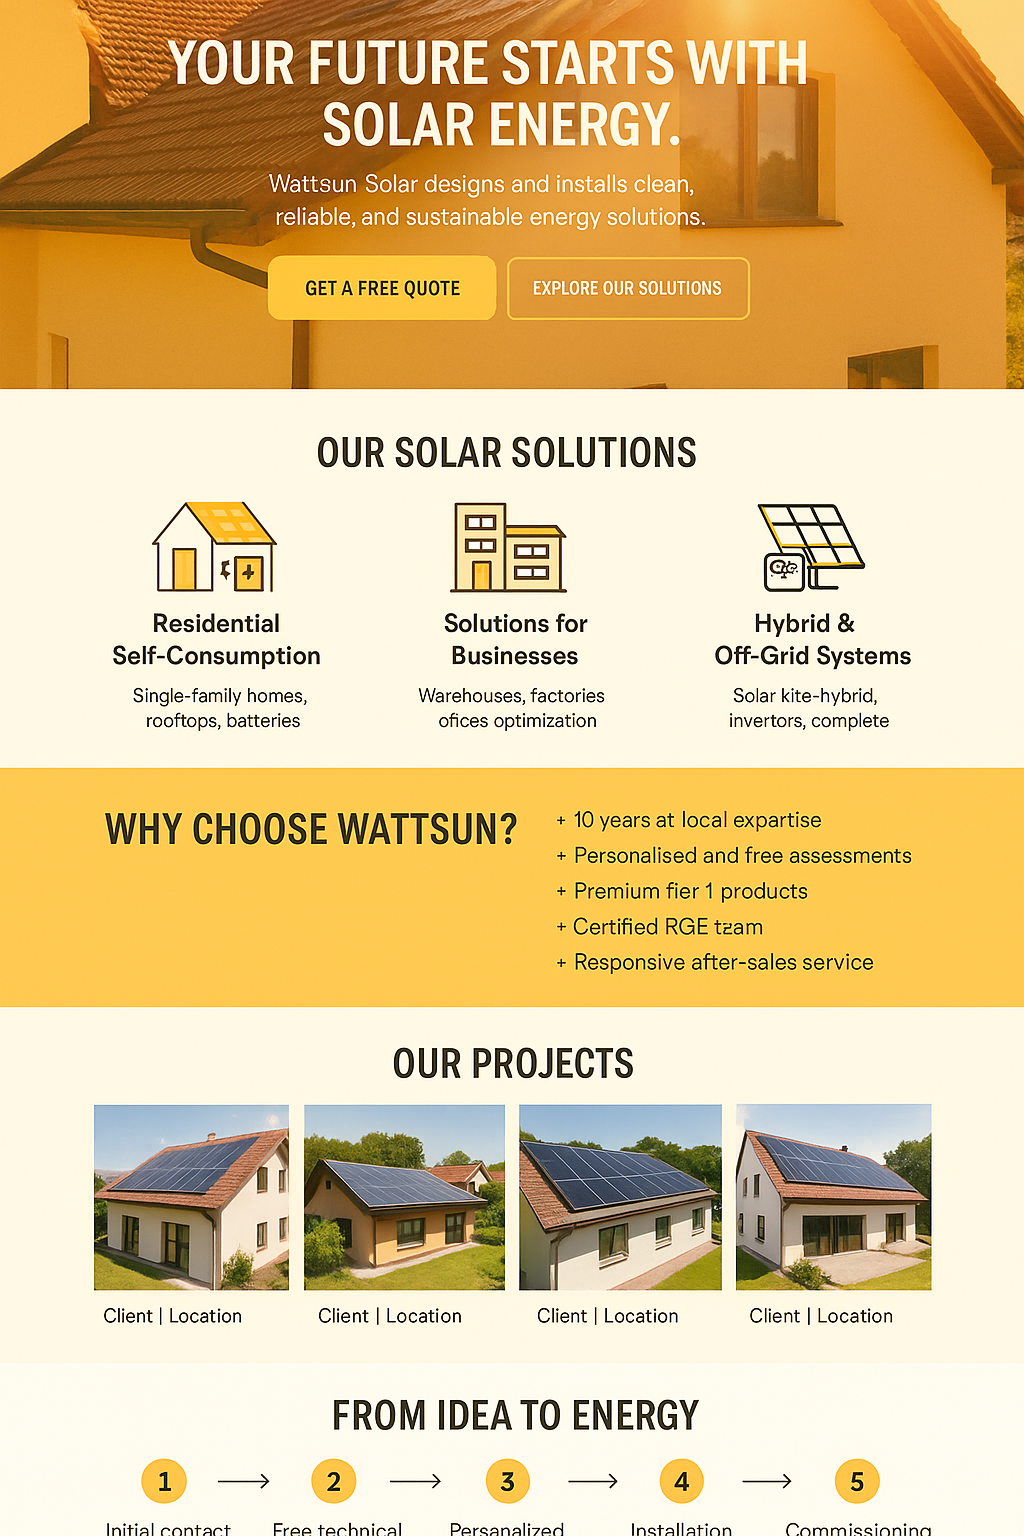 YOUR FUTURE STARTS WITH
SOLAR ENERGY.
Wattsun Solar designs and installs clean,
reliable, and sustainable energy solutions.
GET A FREE QUOTE
EXPLORE OUR SOLUTIONS
OUR SOLAR SOLUTIONS
Residential
Self-Consumption
Single-family homes,
rooftops, batteries
Solutions for
Businesses
Warehouses, factories
ofices optimization
Hybrid &
Off-Grid Systems
Solar kite-hybrid,
invertors, complete
WHY CHOOSE WATTSUN?
+ 10 years at local expartise
+ Personalised and free assessments
+ Premium fier 1 products
+ Certified RGE tzam
+ Responsive after-sales service
OUR PROJECTS
Client | Location
Client | Location
Client | Location
Client | Location
FROM IDEA TO ENERGY
1
2
3
4
5
Initial contact
Free technical
Persanalized
Installation
Commissioning